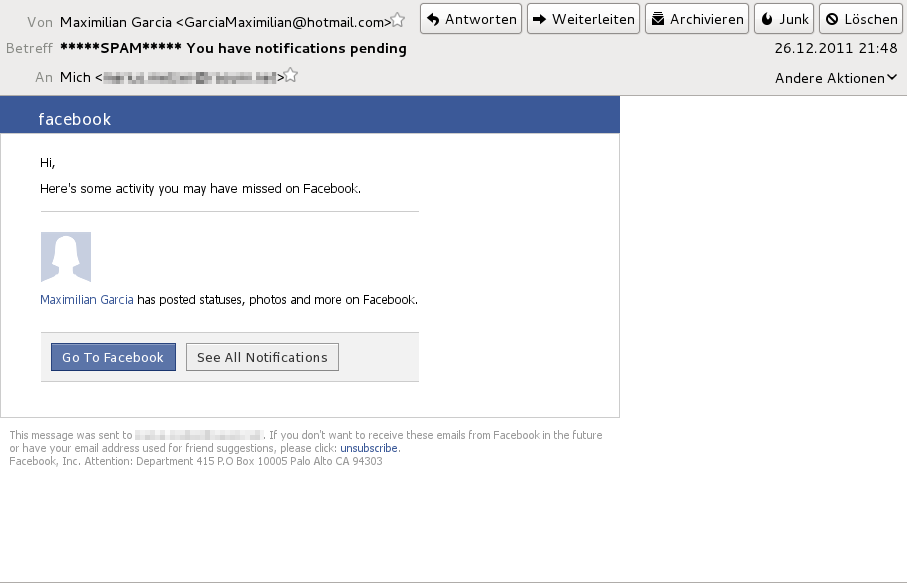 Von Maximilian Garcia <GarciaMaximilian@hotmail.com> Antworten Weiterleiten Archivieren Junk Löschen
Betreff *****SPAM***** You have notifications pending 26.12.2011 21:48
An Mich < > Andere Aktionen
facebook
Hi,
Here's some activity you may have missed on Facebook.
Maximilian Garcia has posted statuses, photos and more on Facebook.
Go To Facebook See All Notifications
This message was sent to . If you don't want to receive these emails from Facebook in the future
or have your email address used for friend suggestions, please click: unsubscribe.
Facebook, Inc. Attention: Department 415 P.O Box 10005 Palo Alto CA 94303